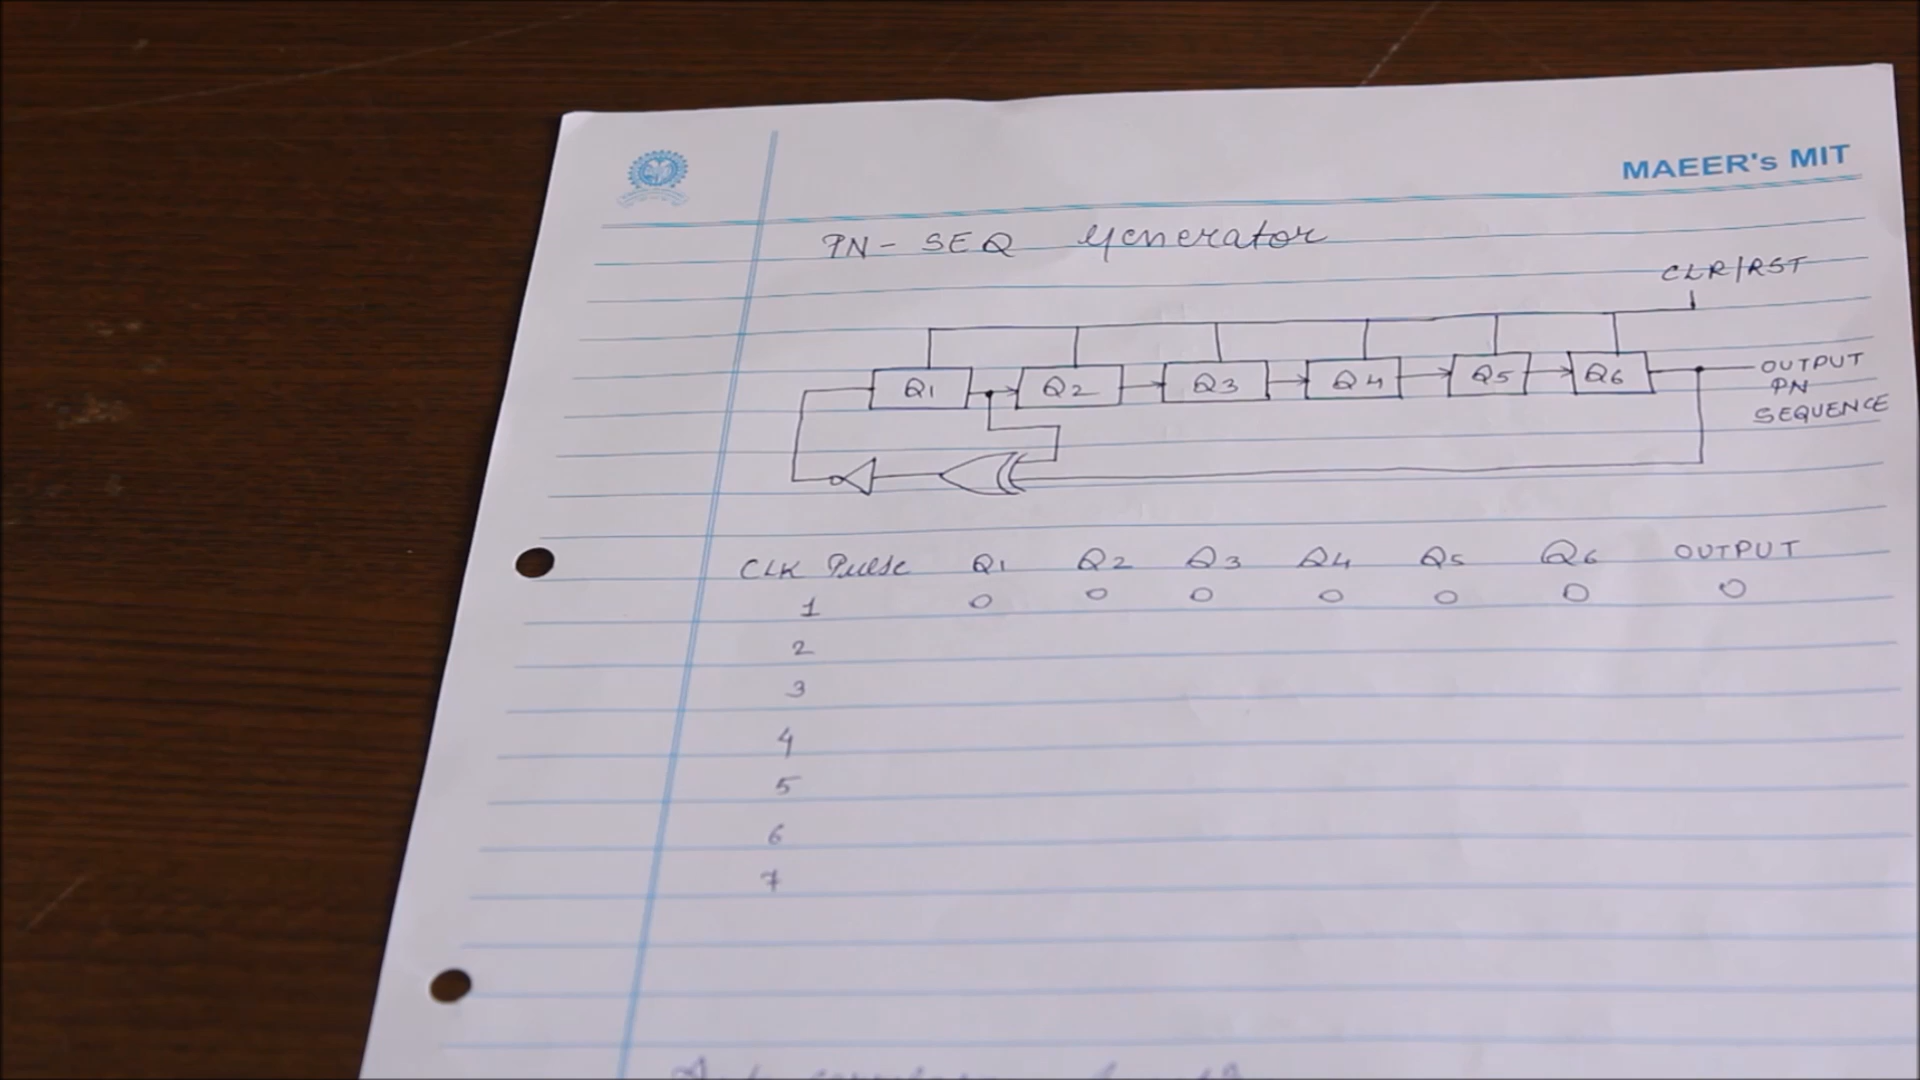 MAEER's MIT
PN - SEQ Generator
CLR/RST
Q1 Q2 Q3 Q4 Q5 Q6
OUTPUT
PN
SEQUENCE
CLK Pulse Q1 Q2 Q3 Q4 Q5 Q6 OUTPUT
1 0 0 0 0 0 0 0
2
3
4
5
6
7